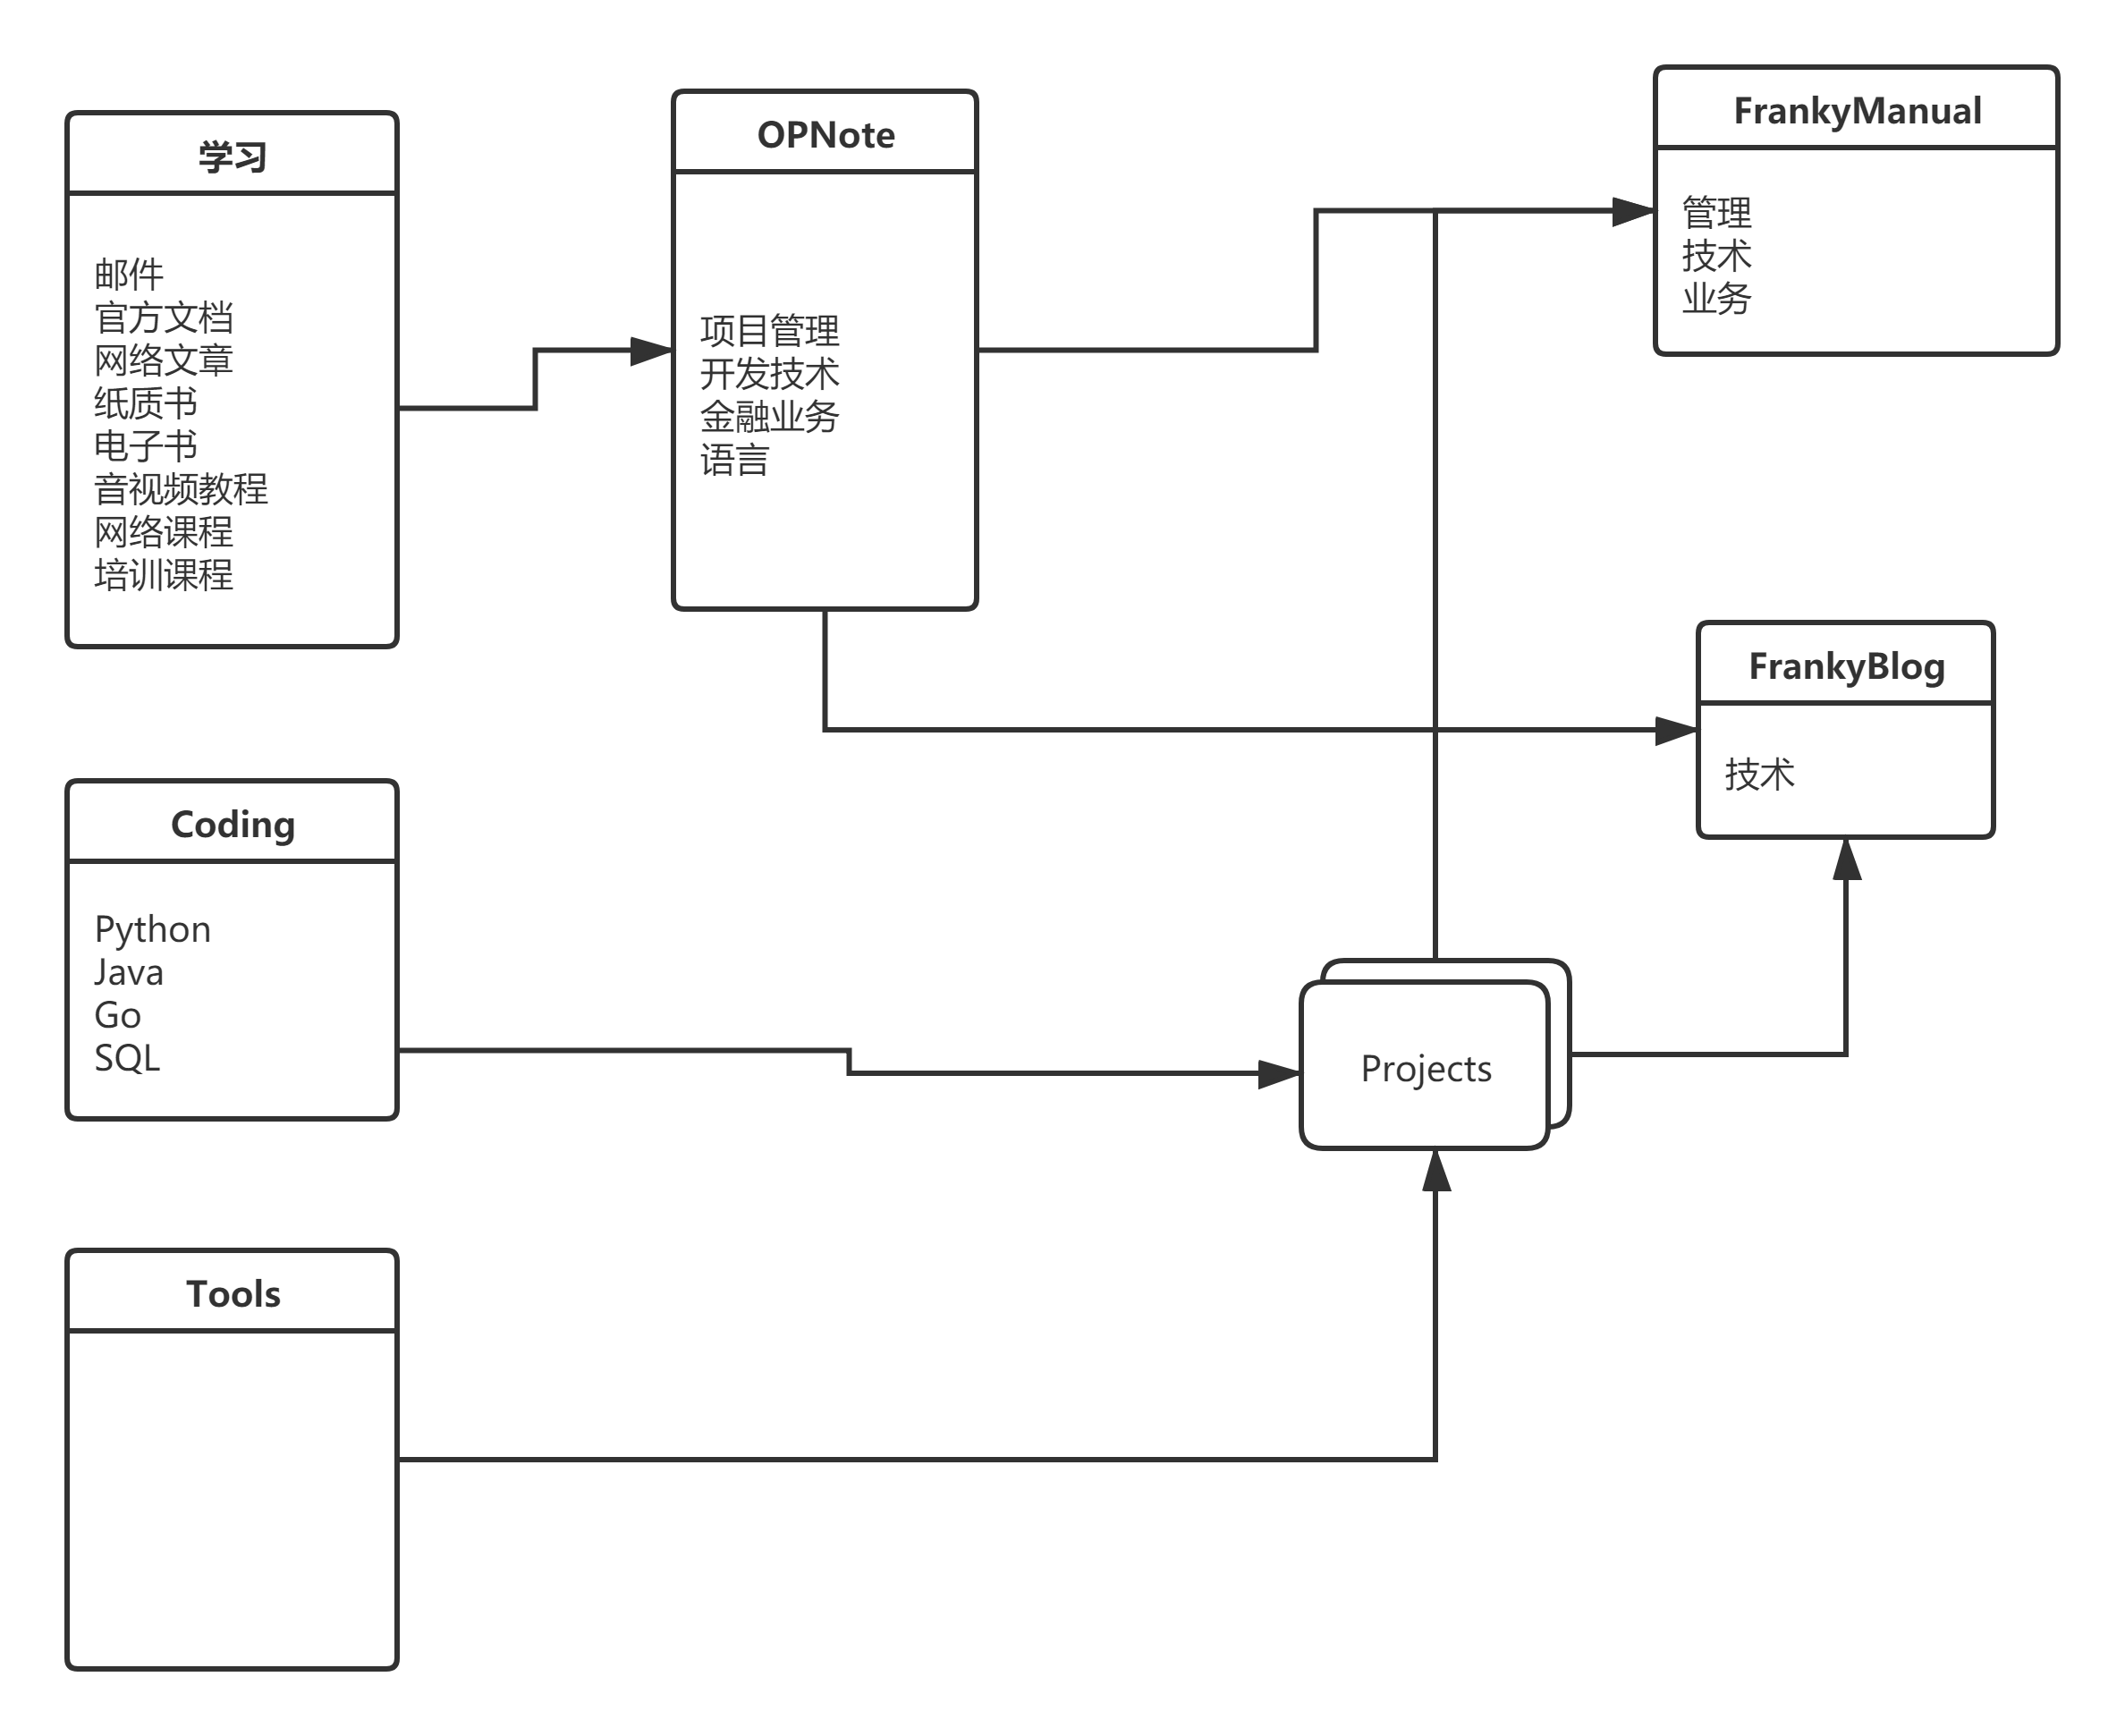 学习
邮件
官方文档
网络文章
纸质书
电子书
音视频教程
网络课程
培训课程
OPNote
项目管理
开发技术
金融业务
语言
FrankyManual
管理
技术
业务
FrankyBlog
技术
Coding
Python
Java
Go
SQL
Projects
Tools